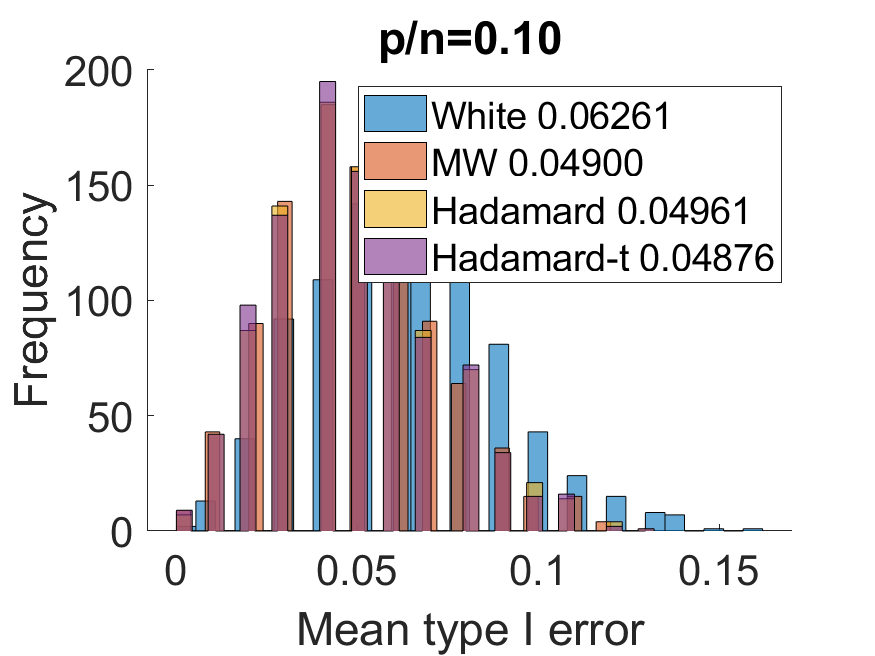 p/n=0.10
200
150
100
50
0
Frequency
White 0.06261
MW 0.04900
Hadamard 0.04961
Hadamard-t 0.04876
0 0.05 0.1 0.15
Mean type I error